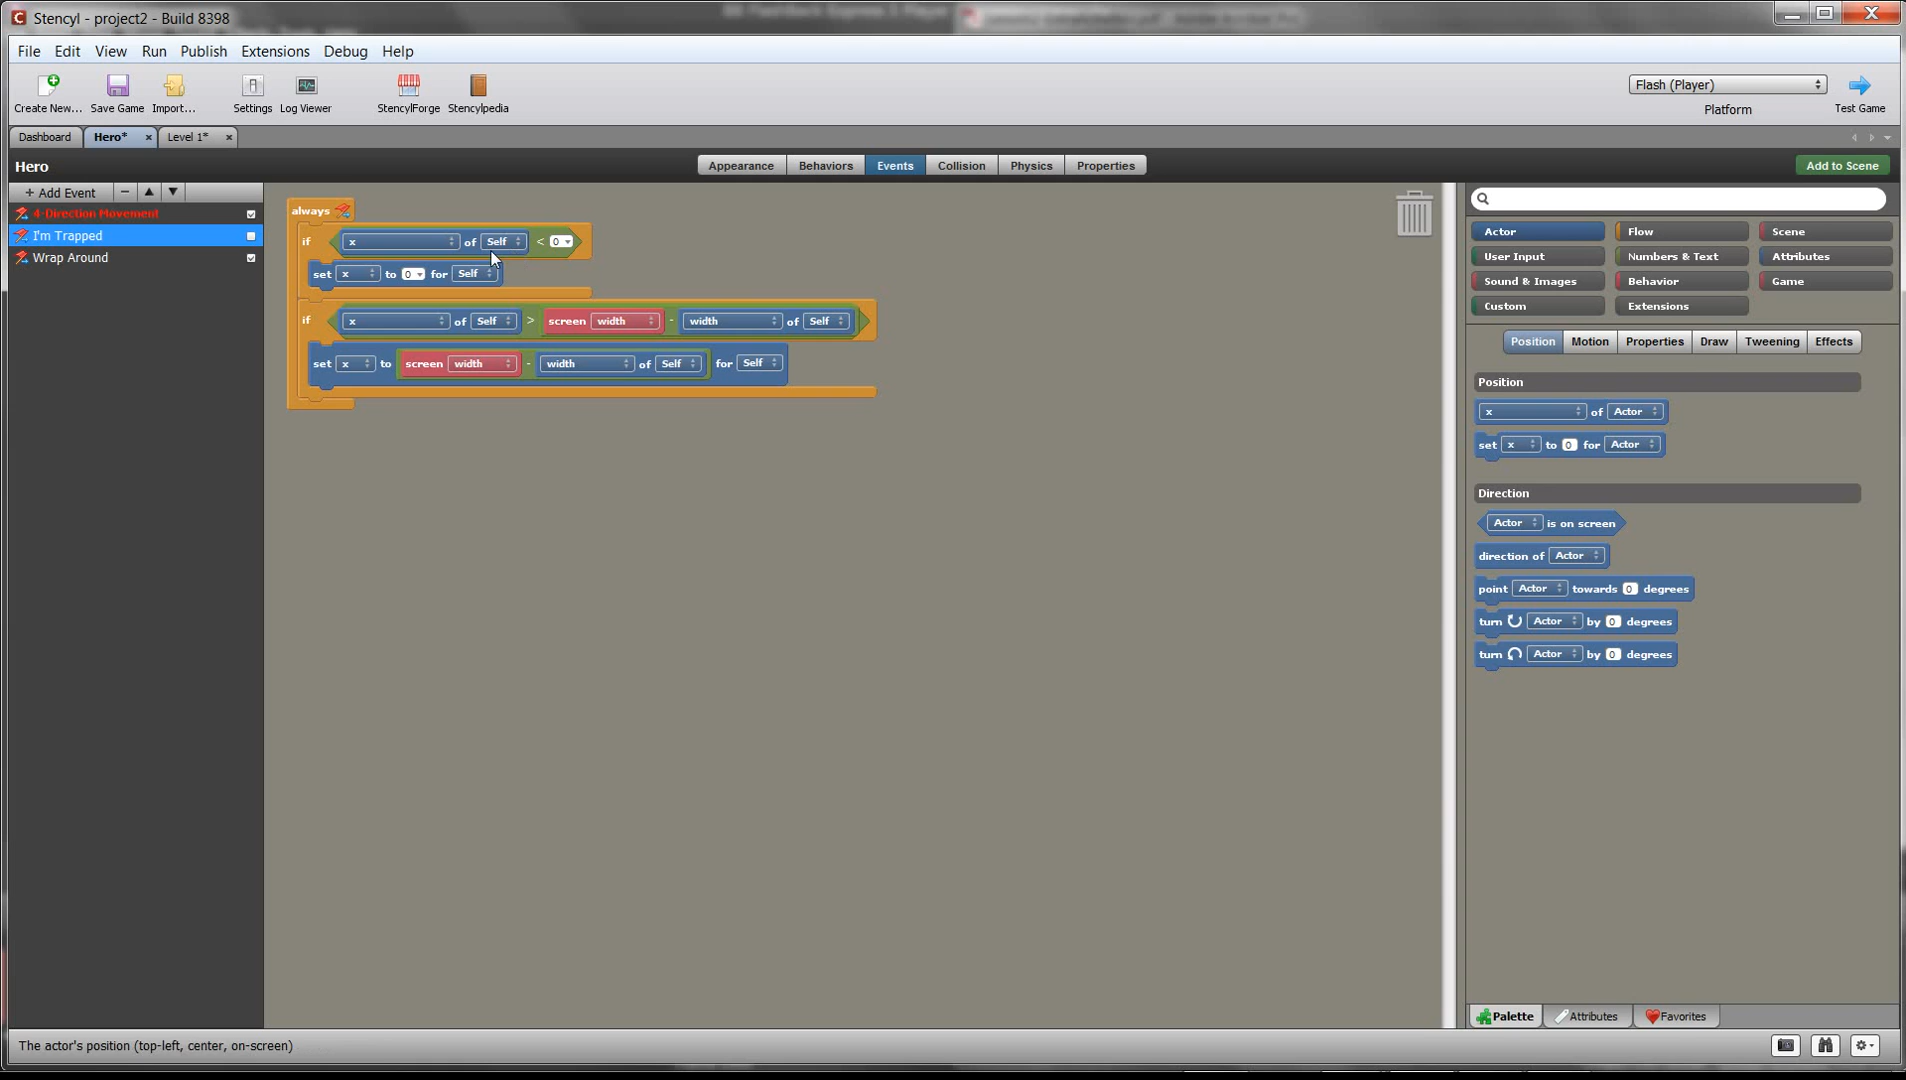 Stencyl - project2 - Build 8398
File Edit View Run Publish Extensions Debug Help
Create New... Save Game Import... Settings Log Viewer StencylForge Stencylpedia
Flash (Player)
Platform
Test Game
Dashboard Hero* Level 1*
Hero
Appearance Behaviors Events Collision Physics Properties
Add to Scene
+ Add Event
4-Direction Movement
I'm Trapped
Wrap Around
always
if x of Self < 0
set x to 0 for Self
if x of Self > screen width - width of Self
set x to screen width - width of Self for Self
Actor Flow Scene
User Input Numbers & Text Attributes
Sound & Images Behavior Game
Custom Extensions
Position Motion Properties Draw Tweening Effects
Position
x of Actor
set x to 0 for Actor
Direction
Actor is on screen
direction of Actor
point Actor towards 0 degrees
turn Actor by 0 degrees
turn Actor by 0 degrees
Palette Attributes Favorites
The actor's position (top-left, center, on-screen)